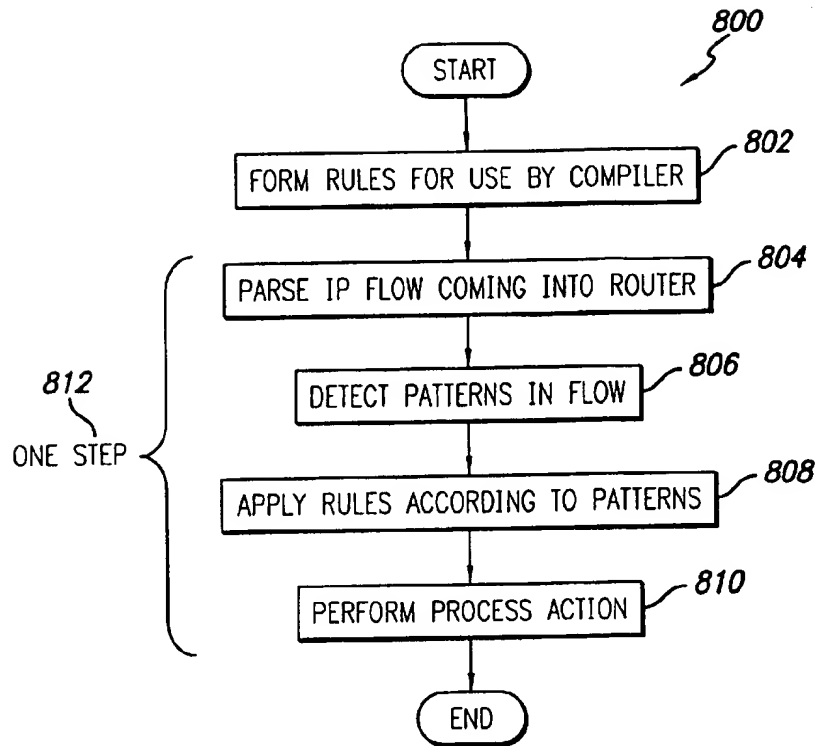 800
START
802
FORM RULES FOR USE BY COMPILER
804
PARSE IP FLOW COMING INTO ROUTER
806
DETECT PATTERNS IN FLOW
812
ONE STEP
808
APPLY RULES ACCORDING TO PATTERNS
810
PERFORM PROCESS ACTION
END